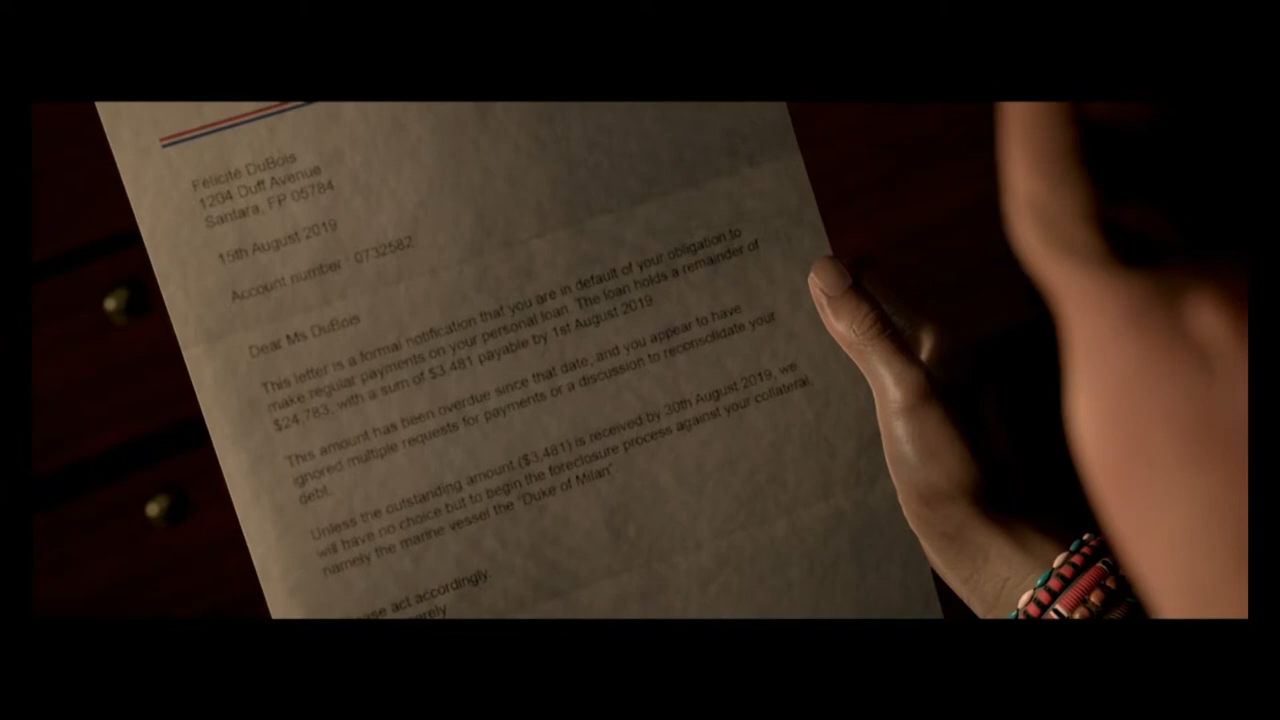 Félicité DuBois
1204 Duff Avenue
Santara, FP 05784
15th August 2019
Account number : 0732582
Dear Ms DuBois
This letter is a formal notification that you are in default of your obligation to
make regular payments on your personal loan. The loan holds a remainder of
$24,783, with a sum of $3,481 payable by 1st August 2019
This amount has been overdue since that date, and you appear to have
ignored multiple requests for payments or a discussion to reconsolidate your
debt.
Unless the outstanding amount ($3,481) is received by 30th August 2019, we
will have no choice but to begin the foreclosure process against your collateral,
namely the marine vessel the "Duke of Milan"
ease act accordingly.
erely